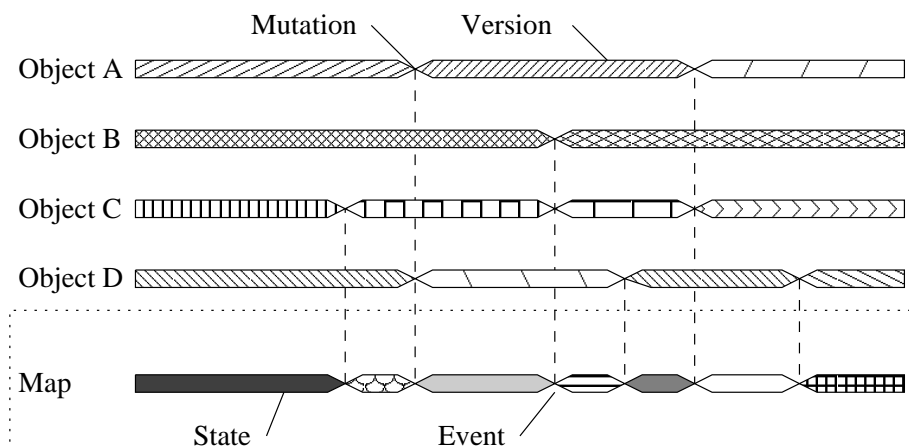 Mutation Version
Object A
Object B
Object C
Object D
Map
State Event